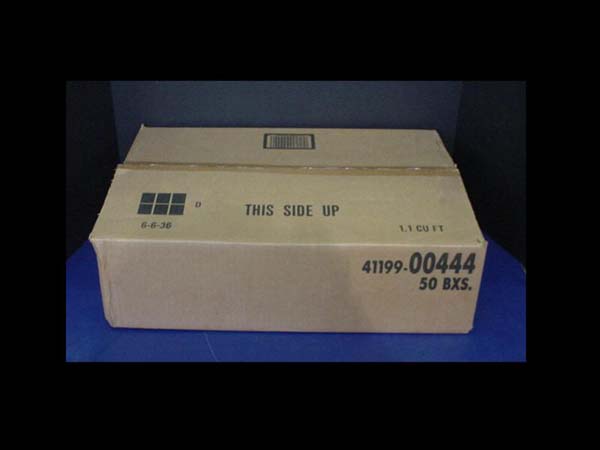 D
THIS SIDE UP
6-6-36
1.1 CU FT
41199-00444
50 BXS.